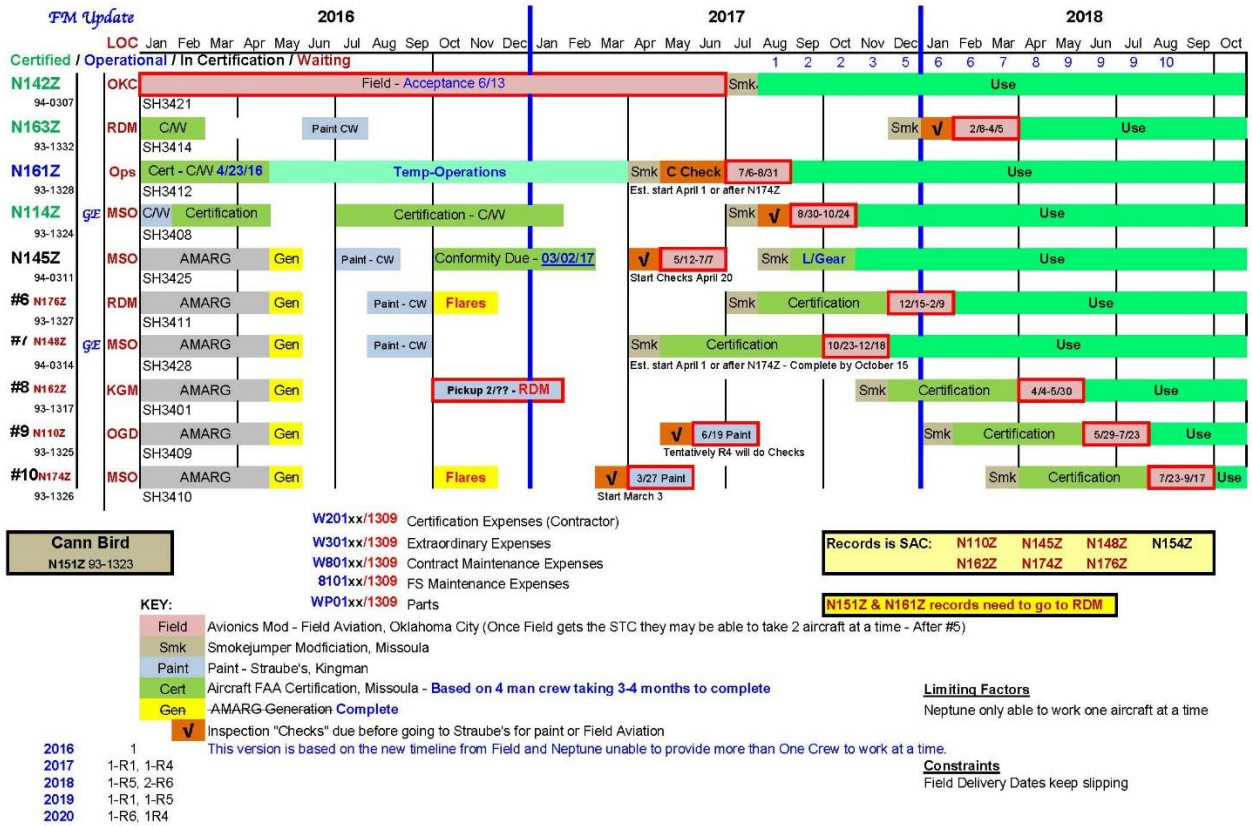 FM Update 2016 2017 2018
LOC Jan Feb Mar Apr May Jun Jul Aug Sep Oct Nov Dec Jan Feb Mar Apr May Jun Jul Aug Sep Oct Nov Dec Jan Feb Mar Apr May Jun Jul Aug Sep Oct
Certified / Operational / In Certification / Waiting 1 2 2 3 5 6 6 7 8 9 9 10
N142Z OKC Field - Acceptance 6/13 Smk Use
94-0307 SH3421
N163Z RDM C/W Paint CW Smk √ 2/8-4/5 Use
93-1332 SH3414
N161Z Ops Cert - C/W 4/23/16 Temp-Operations Smk C Check 7/6-8/31 Use
93-1328 SH3412 Est. start April 1 or after N174Z
N114Z GE MSO C/W Certification Certification - C/W Smk √ 8/30-10/24 Use
93-1324 SH3408
N145Z MSO AMARG Gen Paint - CW Conformity Due - 03/02/17 √ 5/12-7/7 Smk L/Gear Use
94-0311 SH3425 Start Checks April 20
#6 N176Z RDM AMARG Gen Paint - CW Flares Smk Certification 12/15-2/9 Use
93-1327 SH3411
#7 N148Z GE MSO AMARG Gen Paint - CW Smk Certification 10/23-12/18 Use
94-0314 SH3428 Est. start April 1 or after N174Z - Complete by October 15
#8 N162Z KGM AMARG Gen Pickup 2/?? - RDM Smk Certification 4/4-5/30 Use
93-1317 SH3401
#9 N110Z OGD AMARG Gen √ 6/19 Paint Smk Certification 5/29-7/23 Use
93-1325 SH3409 Tentatively R4 will do Checks
#10 N174Z MSO AMARG Gen Flares √ 3/27 Paint Smk Certification 7/23-9/17 Use
93-1326 SH3410 Start March 3
Cann Bird
N151Z 93-1323
W201xx/1309 Certification Expenses (Contractor)
W301xx/1309 Extraordinary Expenses
W801xx/1309 Contract Maintenance Expenses
8101xx/1309 FS Maintenance Expenses
WP01xx/1309 Parts
Records is SAC: N110Z N145Z N148Z N154Z
N162Z N174Z N176Z
N151Z & N161Z records need to go to RDM
KEY:
Field Avionics Mod - Field Aviation, Oklahoma City (Once Field gets the STC they may be able to take 2 aircraft at a time - After #5)
Smk Smokejumper Modficiation, Missoula
Paint Paint - Straube's, Kingman
Cert Aircraft FAA Certification, Missoula - Based on 4 man crew taking 3-4 months to complete
Gen AMARG Generation Complete
√ Inspection "Checks" due before going to Straube's for paint or Field Aviation
This version is based on the new timeline from Field and Neptune unable to provide more than One Crew to work at a time.
2016 1
2017 1-R1, 1-R4
2018 1-R5, 2-R6
2019 1-R1, 1-R5
2020 1-R6, 1R4
Limiting Factors
Neptune only able to work one aircraft at a time
Constraints
Field Delivery Dates keep slipping